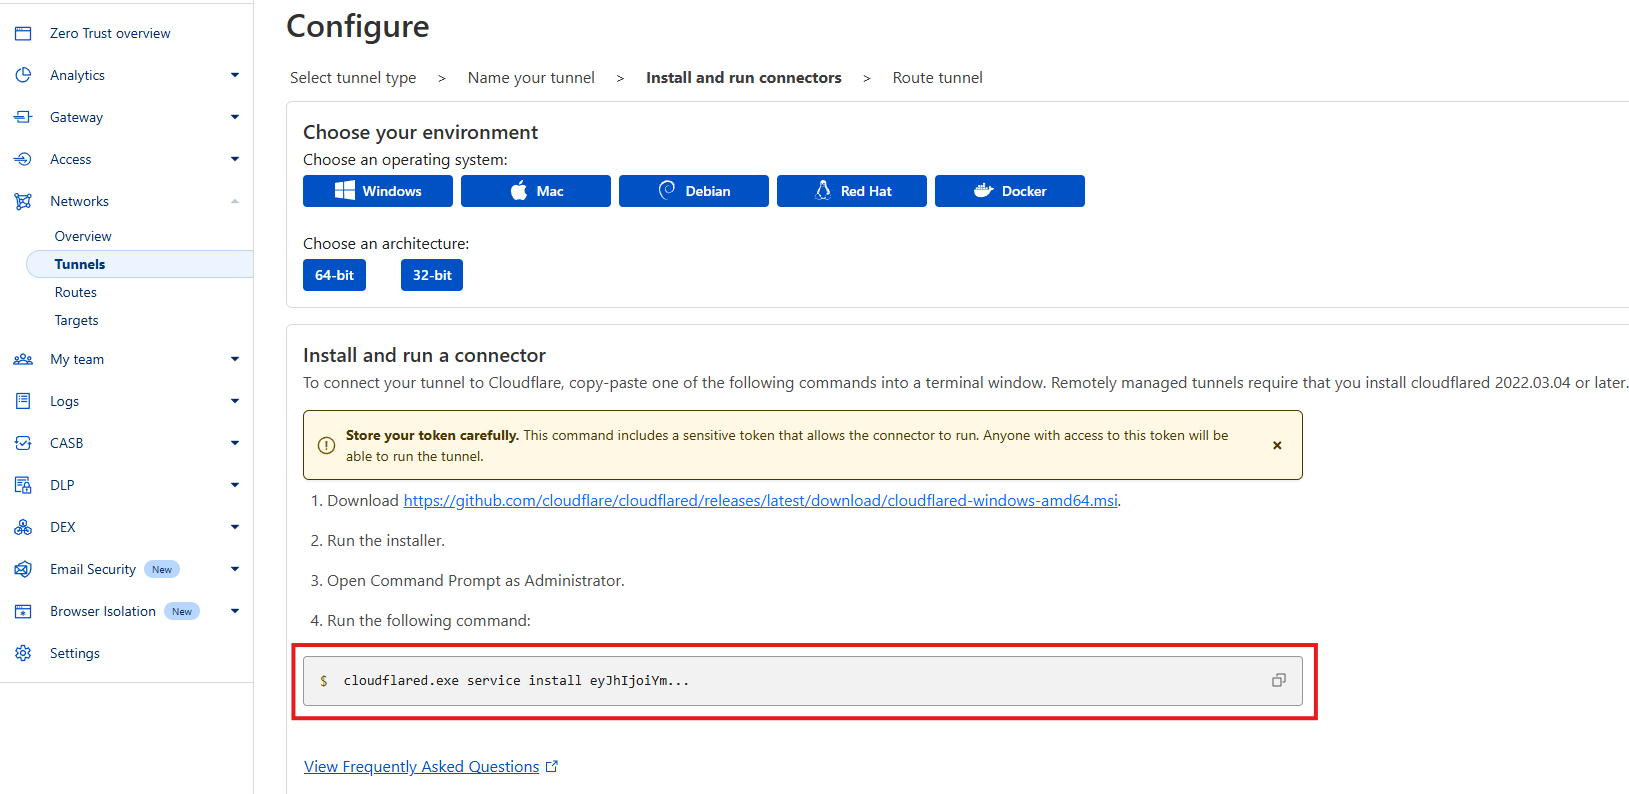 Zero Trust overview
Analytics
Gateway
Access
Networks
Overview
Tunnels
Routes
Targets
My team
Logs
CASB
DLP
DEX
Email Security New
Browser Isolation New
Settings
Configure
Select tunnel type > Name your tunnel > Install and run connectors > Route tunnel
Choose your environment
Choose an operating system:
Windows Mac Debian Red Hat Docker
Choose an architecture:
64-bit 32-bit
Install and run a connector
To connect your tunnel to Cloudflare, copy-paste one of the following commands into a terminal window. Remotely managed tunnels require that you install cloudflared 2022.03.04 or later.
Store your token carefully. This command includes a sensitive token that allows the connector to run. Anyone with access to this token will be
able to run the tunnel.
1. Download https://github.com/cloudflare/cloudflared/releases/latest/download/cloudflared-windows-amd64.msi.
2. Run the installer.
3. Open Command Prompt as Administrator.
4. Run the following command:
$ cloudflared.exe service install eyJhIjoiYm...
View Frequently Asked Questions